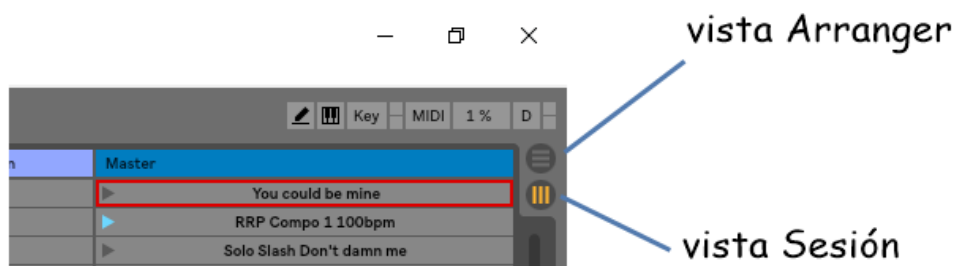 vista Arranger
Key MIDI 1 % D
n Master
You could be mine
RRP Compo 1 100bpm
Solo Slash Don't damn me
vista Sesión